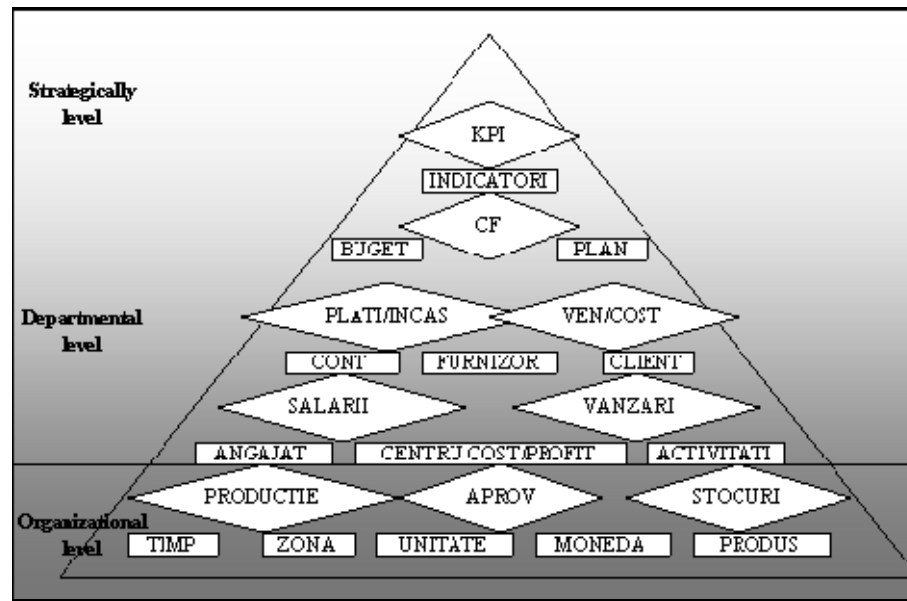 Strategically
level
KPI
INDICATORI
CF
BUGET
PLAN
Departmental
level
PLATI/INCAS
VEN/COST
CONT
FURNIZOR
CLIENT
SALARII
VANZARI
ANGAJAT
CENTRU COST/PROFIT
ACTIVITATI
Organizational
level
PRODUCTIE
APROV
STOCURI
TIMP
ZONA
UNITATE
MONEDA
PRODUS